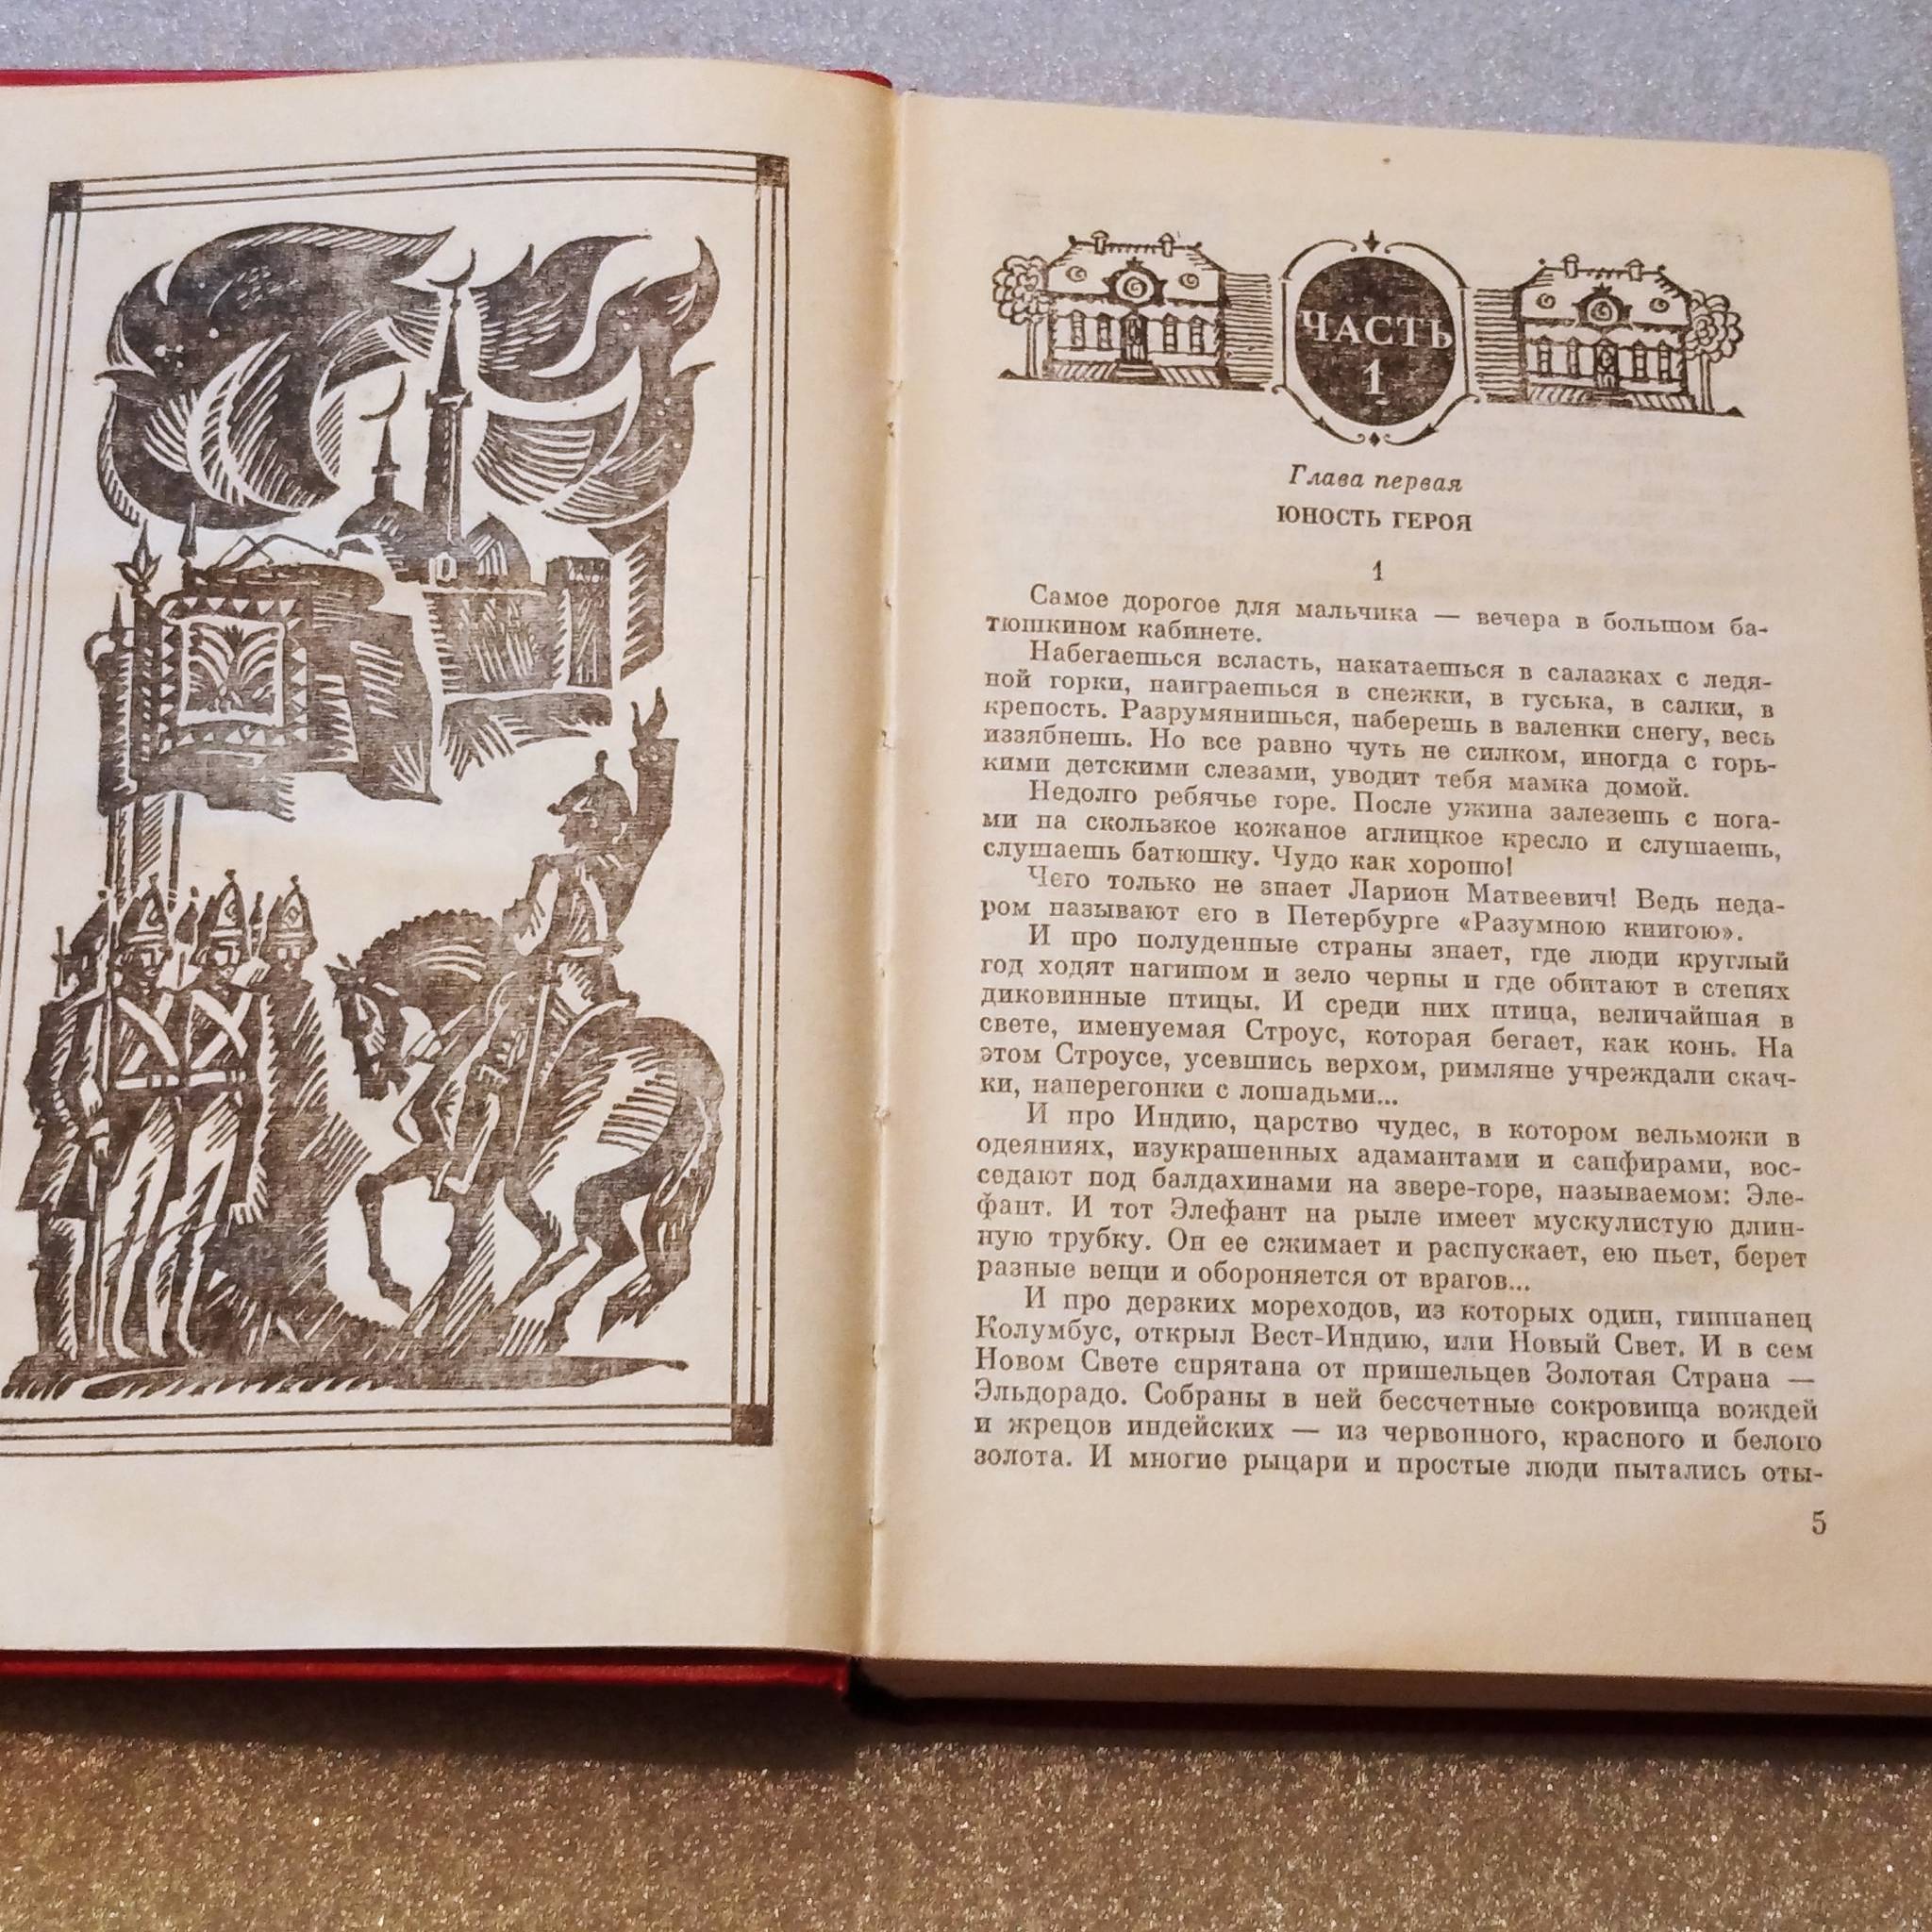 ЧАСТЬ
1
Глава первая
ЮНОСТЬ ГЕРОЯ
1
Самое дорогое для мальчика — вечера в большом ба-
тюшкином кабинете.
Набегаешься всласть, накатаешься в салазках с ледя-
ной горки, наиграешься в снежки, в гуська, в салки, в
крепость. Разрумянишься, наберешь в валенки снегу, весь
иззябнешь. Но все равно чуть не силком, иногда с горь-
кими детскими слезами, уводит тебя мамка домой.
Недолго ребячье горе. После ужина залезешь с нога-
ми на скользкое кожаное аглицкое кресло и слушаешь,
слушаешь батюшку. Чудо как хорошо!
Чего только не знает Ларион Матвеевич! Ведь неда-
ром называют его в Петербурге «Разумною книгою».
И про полуденные страны знает, где люди круглый
год ходят нагишом и зело черны и где обитают в степях
диковинные птицы. И среди них птица, величайшая в
свете, именуемая Строус, которая бегает, как конь. На
этом Строусе, усевшись верхом, римляне учреждали скач-
ки, наперегонки с лошадьми...
И про Индию, царство чудес, в котором вельможи в
одеяниях, изукрашенных адамантами и сапфирами, вос-
седают под балдахинами на звере-горе, называемом: Эле-
фант. И тот Элефант на рыле имеет мускулистую длин-
ную трубку. Он ее сжимает и распускает, ею пьет, берет
разные вещи и обороняется от врагов...
И про дерзких мореходов, из которых один, гишпанец
Колумбус, открыл Вест-Индию, или Новый Свет. И в сем
Новом Свете спрятана от пришельцев Золотая Страна —
Эльдорадо. Собраны в ней бессчетные сокровища вождей
и жрецов индейских — из червонного, красного и белого
золота. И многие рыцари и простые люди пытались оты-
5